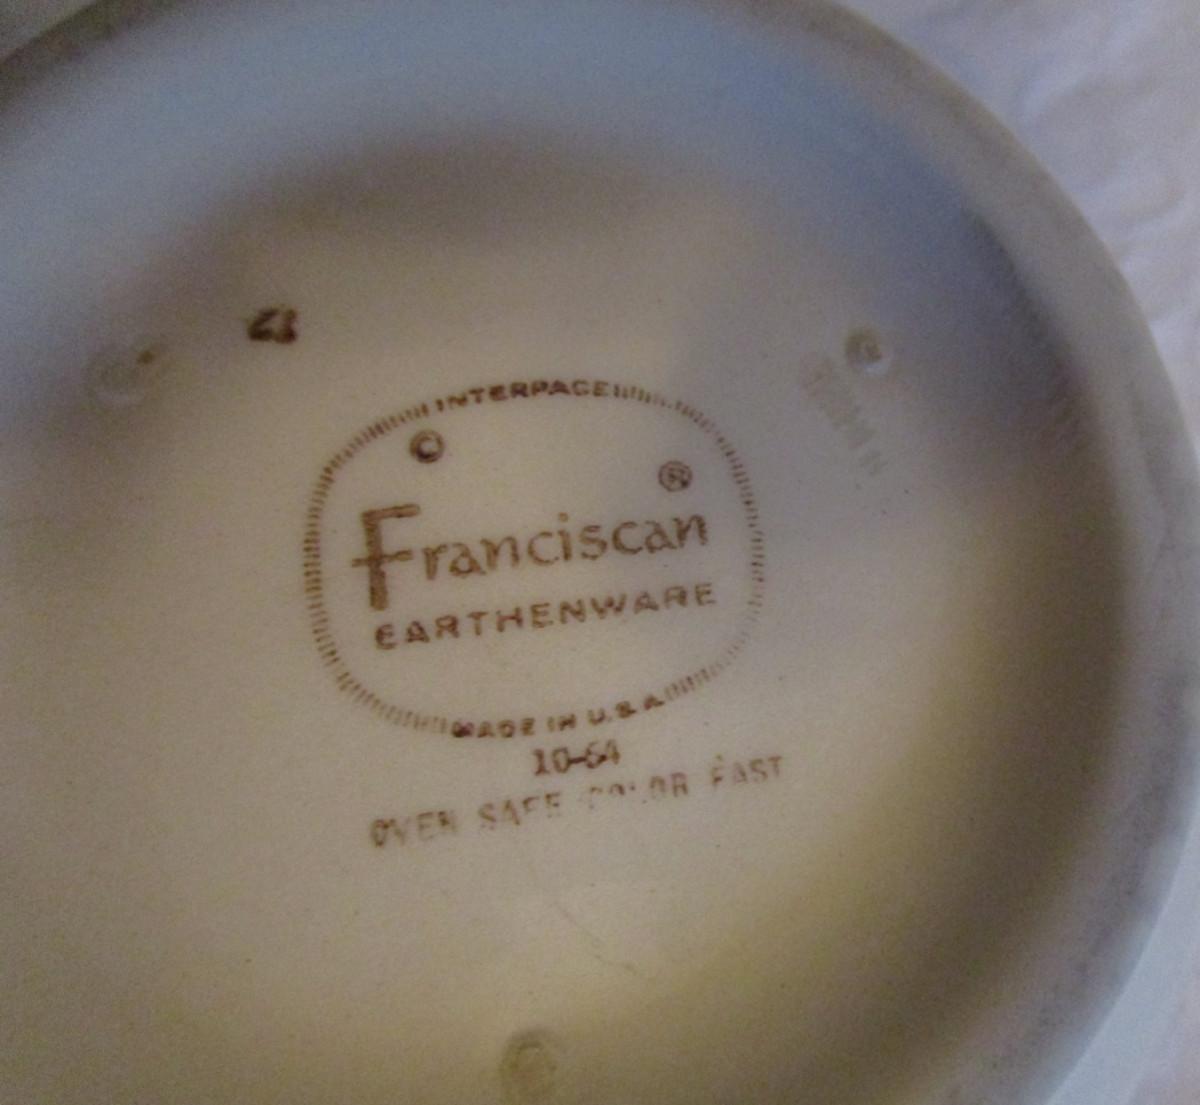 INTERPACE
©
®
Franciscan
EARTHENWARE
MADE IN U.S.A.
10-64
OVEN SAFE COLOR FAST